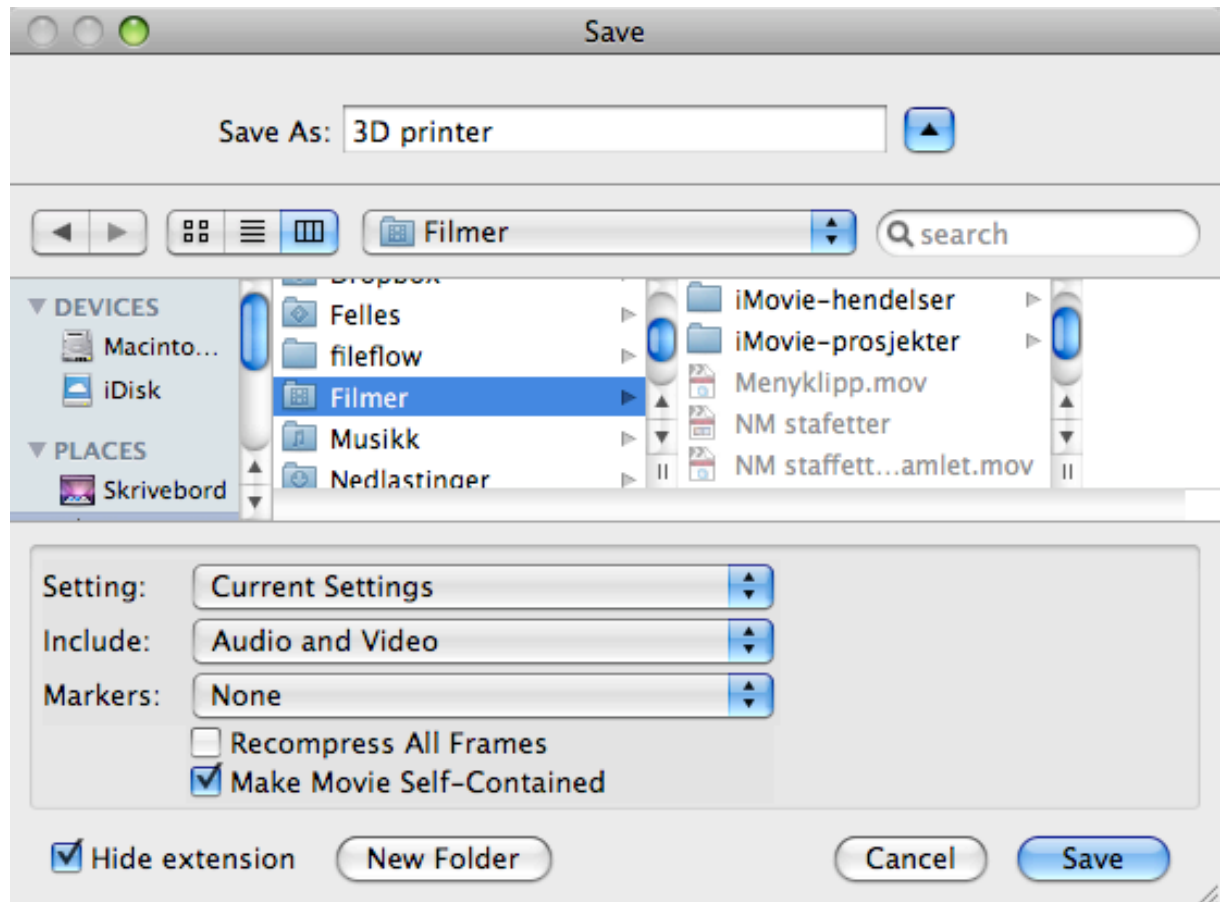 Save
Save As: 3D printer
Filmer
search
DEVICES
Macinto...
iDisk
PLACES
Skrivebord
Dropbox
Felles
fileflow
Filmer
Musikk
Nedlastinger
iMovie-hendelser
iMovie-prosjekter
Menyklipp.mov
NM stafetter
NM staffett...amlet.mov
Setting: Current Settings
Include: Audio and Video
Markers: None
Recompress All Frames
Make Movie Self-Contained
Hide extension
New Folder
Cancel
Save